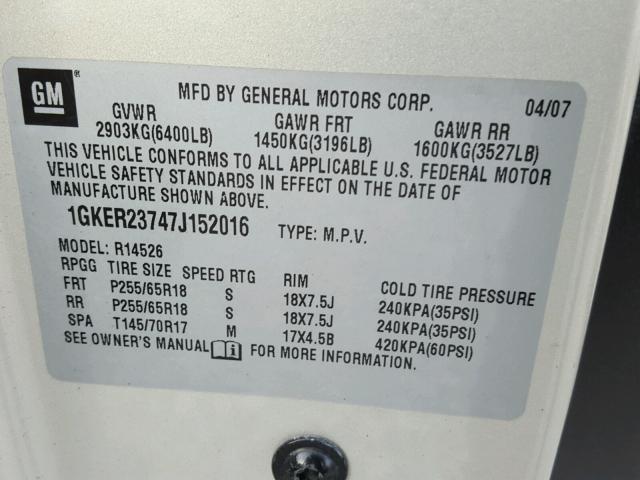 GM ®
MFD BY GENERAL MOTORS CORP. 04/07
GVWR GAWR FRT GAWR RR
2903KG(6400LB) 1450KG(3196LB) 1600KG(3527LB)
THIS VEHICLE CONFORMS TO ALL APPLICABLE U.S. FEDERAL MOTOR
VEHICLE SAFETY STANDARDS IN EFFECT ON THE DATE OF
MANUFACTURE SHOWN ABOVE.
1GKER23747J152016 TYPE: M.P.V.
MODEL: R14526
RPGG TIRE SIZE SPEED RTG RIM COLD TIRE PRESSURE
FRT P255/65R18 S 18X7.5J 240KPA(35PSI)
RR P255/65R18 S 18X7.5J 240KPA(35PSI)
SPA T145/70R17 M 17X4.5B 420KPA(60PSI)
SEE OWNER'S MANUAL i FOR MORE INFORMATION.